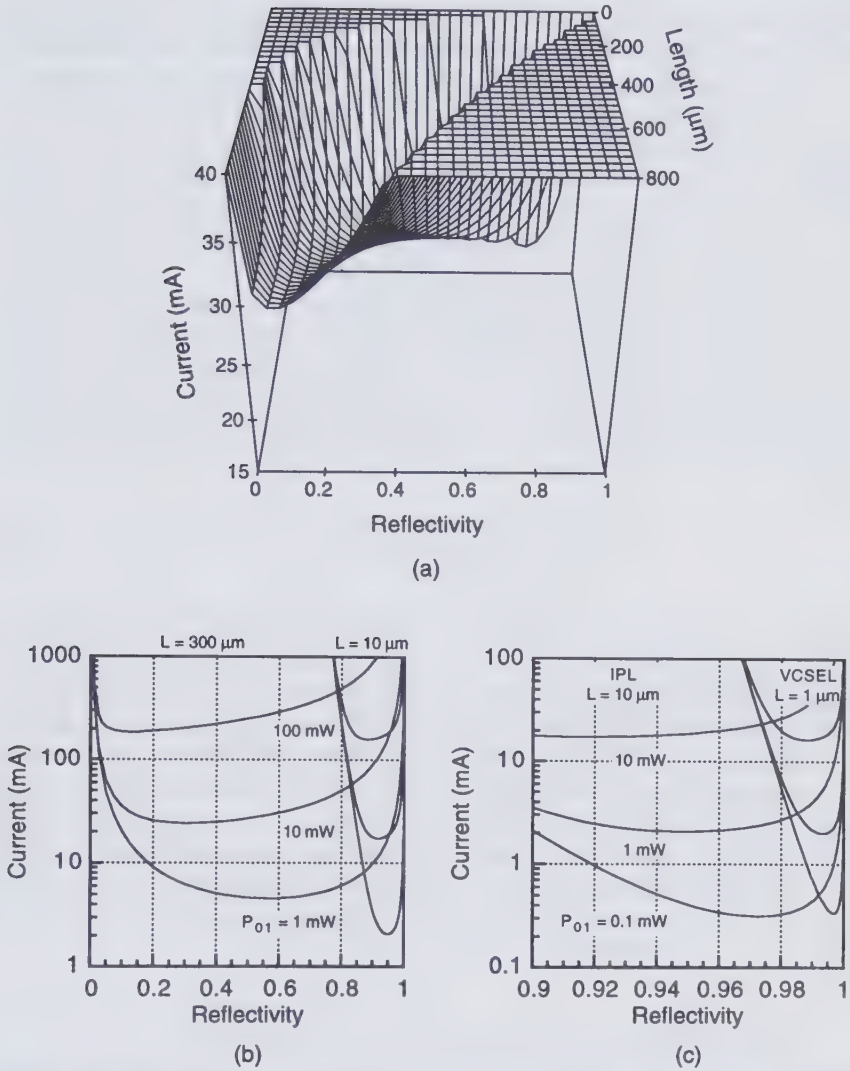 0
200
400
600
800
Length (μm)
40
35
30
25
20
15
Current (mA)
0 0.2 0.4 0.6 0.8 1
Reflectivity
(a)
L = 300 μm L = 10 μm
1000
100
10
1
Current (mA)
100 mW
10 mW
P01 = 1 mW
0 0.2 0.4 0.6 0.8 1
Reflectivity
(b)
100
10
1
0.1
Current (mA)
IPL VCSEL
L = 10 μm L = 1 μm
10 mW
1 mW
P01 = 0.1 mW
0.9 0.92 0.94 0.96 0.98 1
Reflectivity
(c)